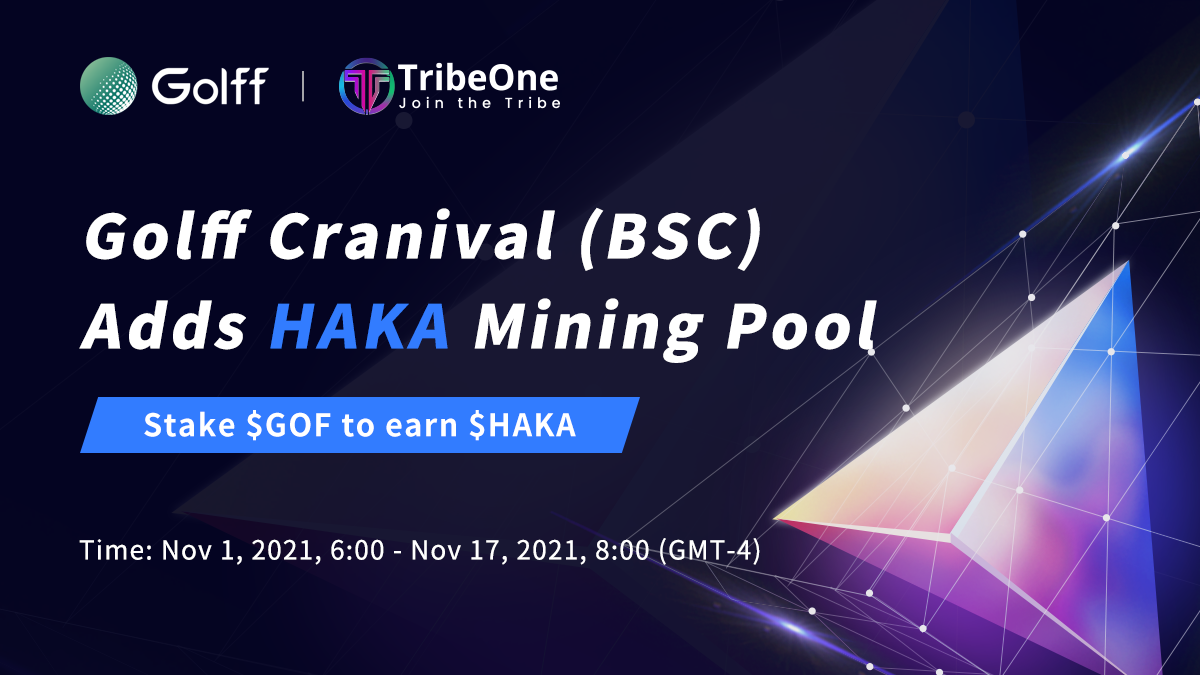 Golff | TribeOne
Join the Tribe
Golff Cranival (BSC)
Adds HAKA Mining Pool
Stake $GOF to earn $HAKA
Time: Nov 1, 2021, 6:00 - Nov 17, 2021, 8:00 (GMT-4)